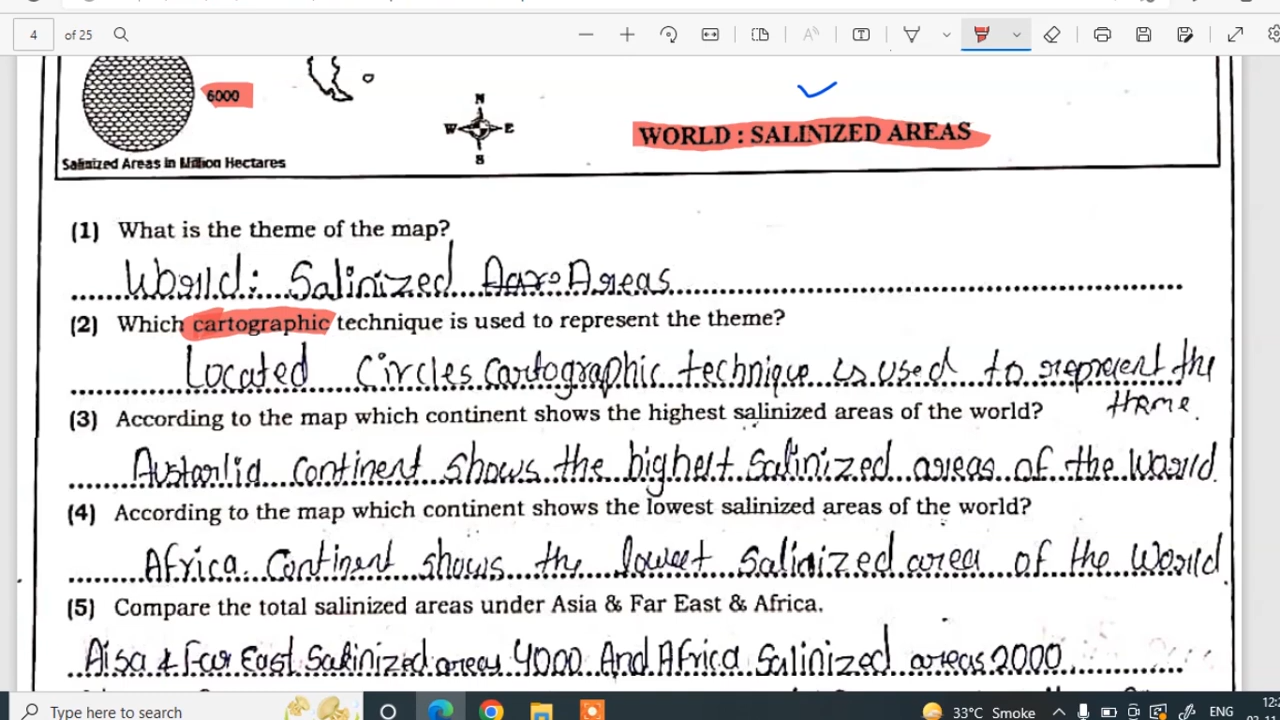 4 of 25
6000
N
W E
S
WORLD : SALINIZED AREAS
Salinized Areas in Million Hectares
(1) What is the theme of the map?
World: Salinized Areas
(2) Which cartographic technique is used to represent the theme?
Located Circles Cartographic technique is used to represent the
theme.
(3) According to the map which continent shows the highest salinized areas of the world?
Austarlia continent shows the highest Salinized areas of the World.
(4) According to the map which continent shows the lowest salinized areas of the world?
Africa. Continent shows the lowest Salinized area of the World.
(5) Compare the total salinized areas under Asia & Far East & Africa.
Aisa & Far East Salinized areas 4000 And Africa Salinized areas 2000
Type here to search
33°C Smoke
ENG